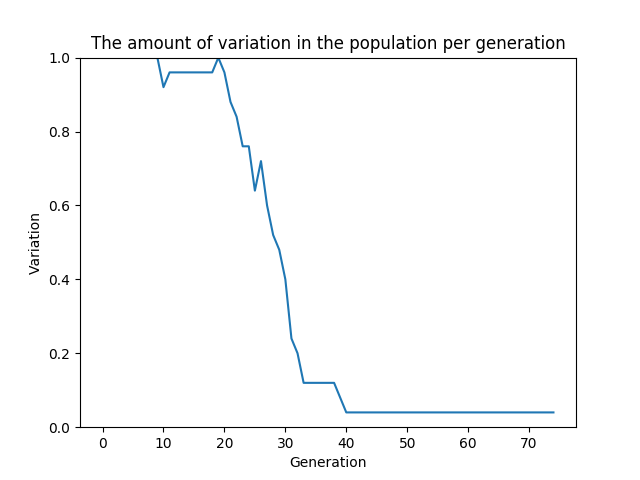 The amount of variation in the population per generation
1.0
0.8
0.6
0.4
0.2
0.0
Variation
0 10 20 30 40 50 60 70
Generation